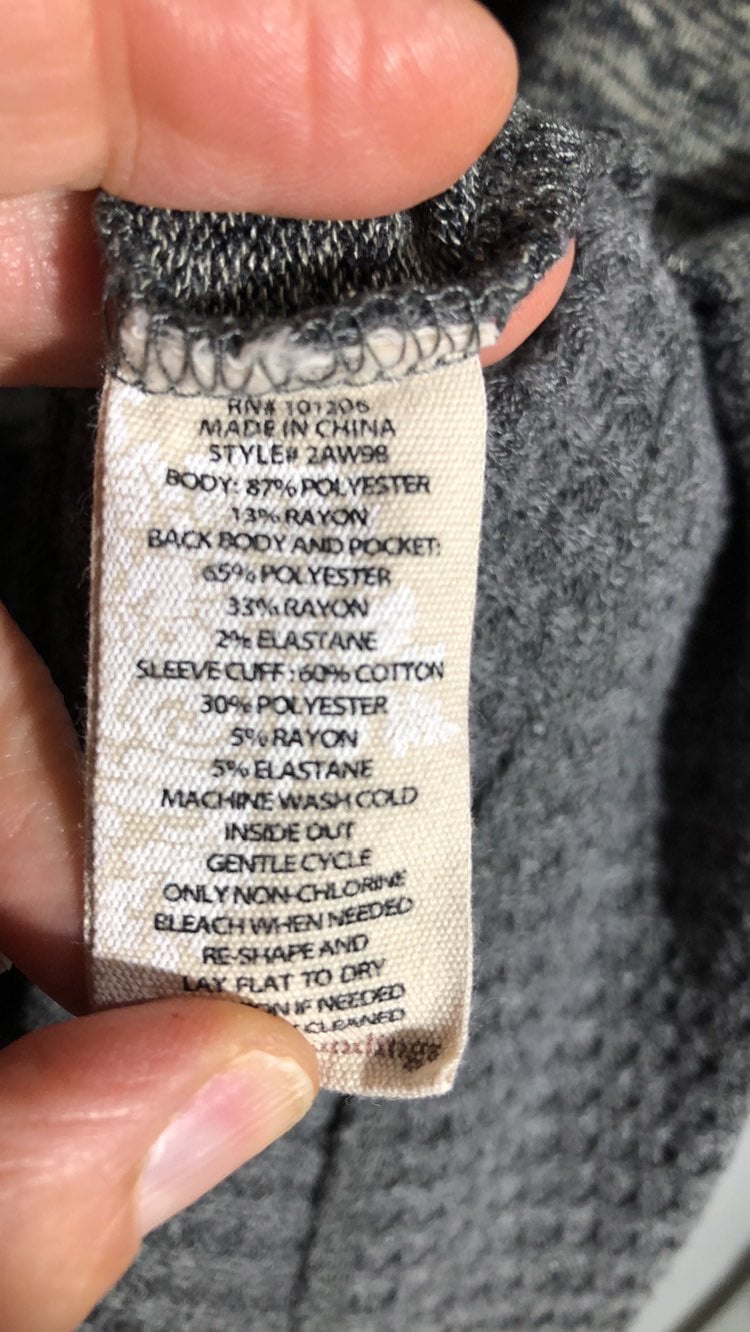 RN# 101206
MADE IN CHINA
STYLE# 2AW98
BODY: 87% POLYESTER
13% RAYON
BACK BODY AND POCKET:
65% POLYESTER
33% RAYON
2% ELASTANE
SLEEVE CUFF: 60% COTTON
30% POLYESTER
5% RAYON
5% ELASTANE
MACHINE WASH COLD
INSIDE OUT
GENTLE CYCLE
ONLY NON-CHLORINE
BLEACH WHEN NEEDED
RE-SHAPE AND
LAY FLAT TO DRY
IF NEEDED
CLEANED